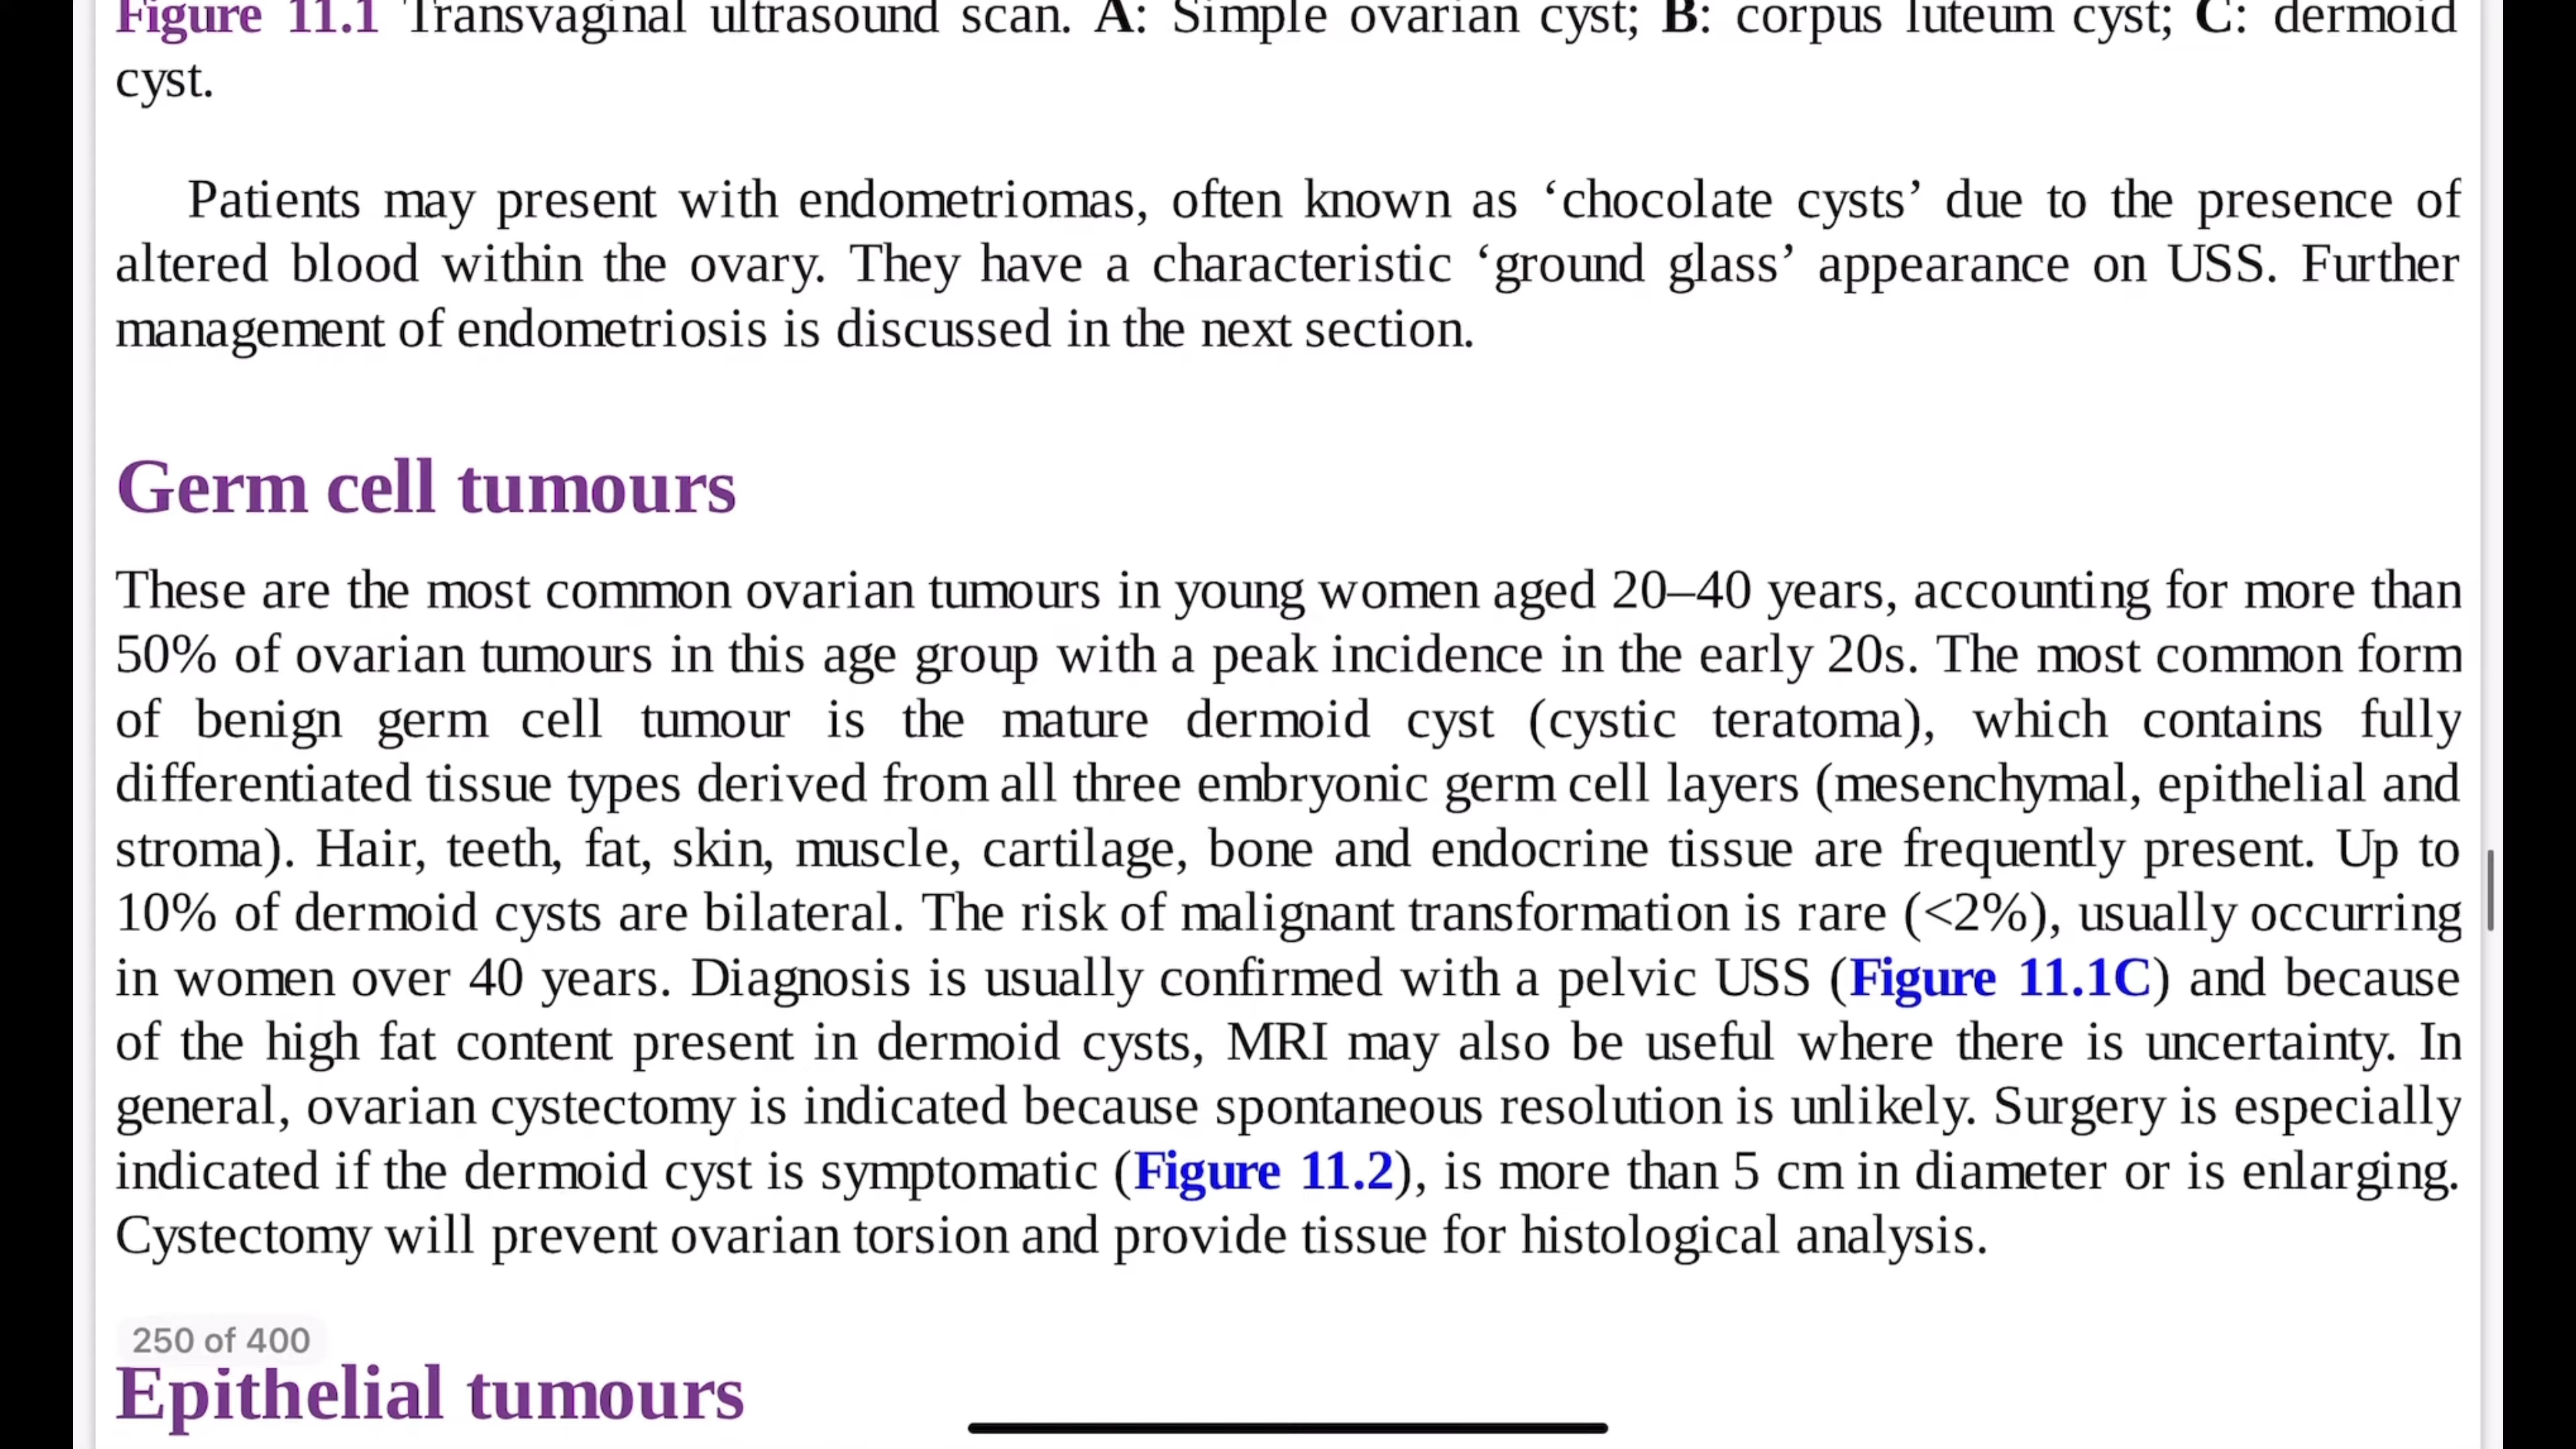 Figure 11.1 Transvaginal ultrasound scan. A: Simple ovarian cyst; B: corpus luteum cyst; C: dermoid
cyst.
Patients may present with endometriomas, often known as ‘chocolate cysts’ due to the presence of
altered blood within the ovary. They have a characteristic ‘ground glass’ appearance on USS. Further
management of endometriosis is discussed in the next section.
Germ cell tumours
These are the most common ovarian tumours in young women aged 20–40 years, accounting for more than
50% of ovarian tumours in this age group with a peak incidence in the early 20s. The most common form
of benign germ cell tumour is the mature dermoid cyst (cystic teratoma), which contains fully
differentiated tissue types derived from all three embryonic germ cell layers (mesenchymal, epithelial and
stroma). Hair, teeth, fat, skin, muscle, cartilage, bone and endocrine tissue are frequently present. Up to
10% of dermoid cysts are bilateral. The risk of malignant transformation is rare (<2%), usually occurring
in women over 40 years. Diagnosis is usually confirmed with a pelvic USS (Figure 11.1C) and because
of the high fat content present in dermoid cysts, MRI may also be useful where there is uncertainty. In
general, ovarian cystectomy is indicated because spontaneous resolution is unlikely. Surgery is especially
indicated if the dermoid cyst is symptomatic (Figure 11.2), is more than 5 cm in diameter or is enlarging.
Cystectomy will prevent ovarian torsion and provide tissue for histological analysis.
250 of 400
Epithelial tumours